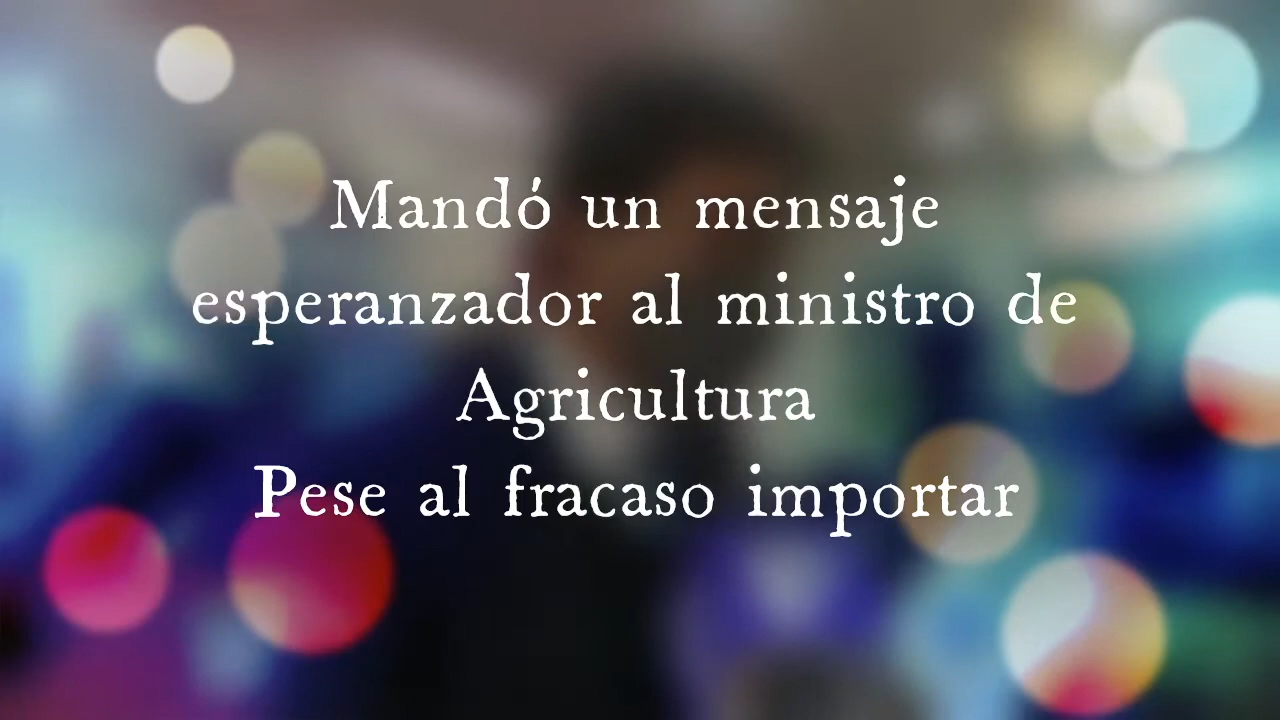 Mandó un mensaje
esperanzador al ministro de
Agricultura
Pese al fracaso importar